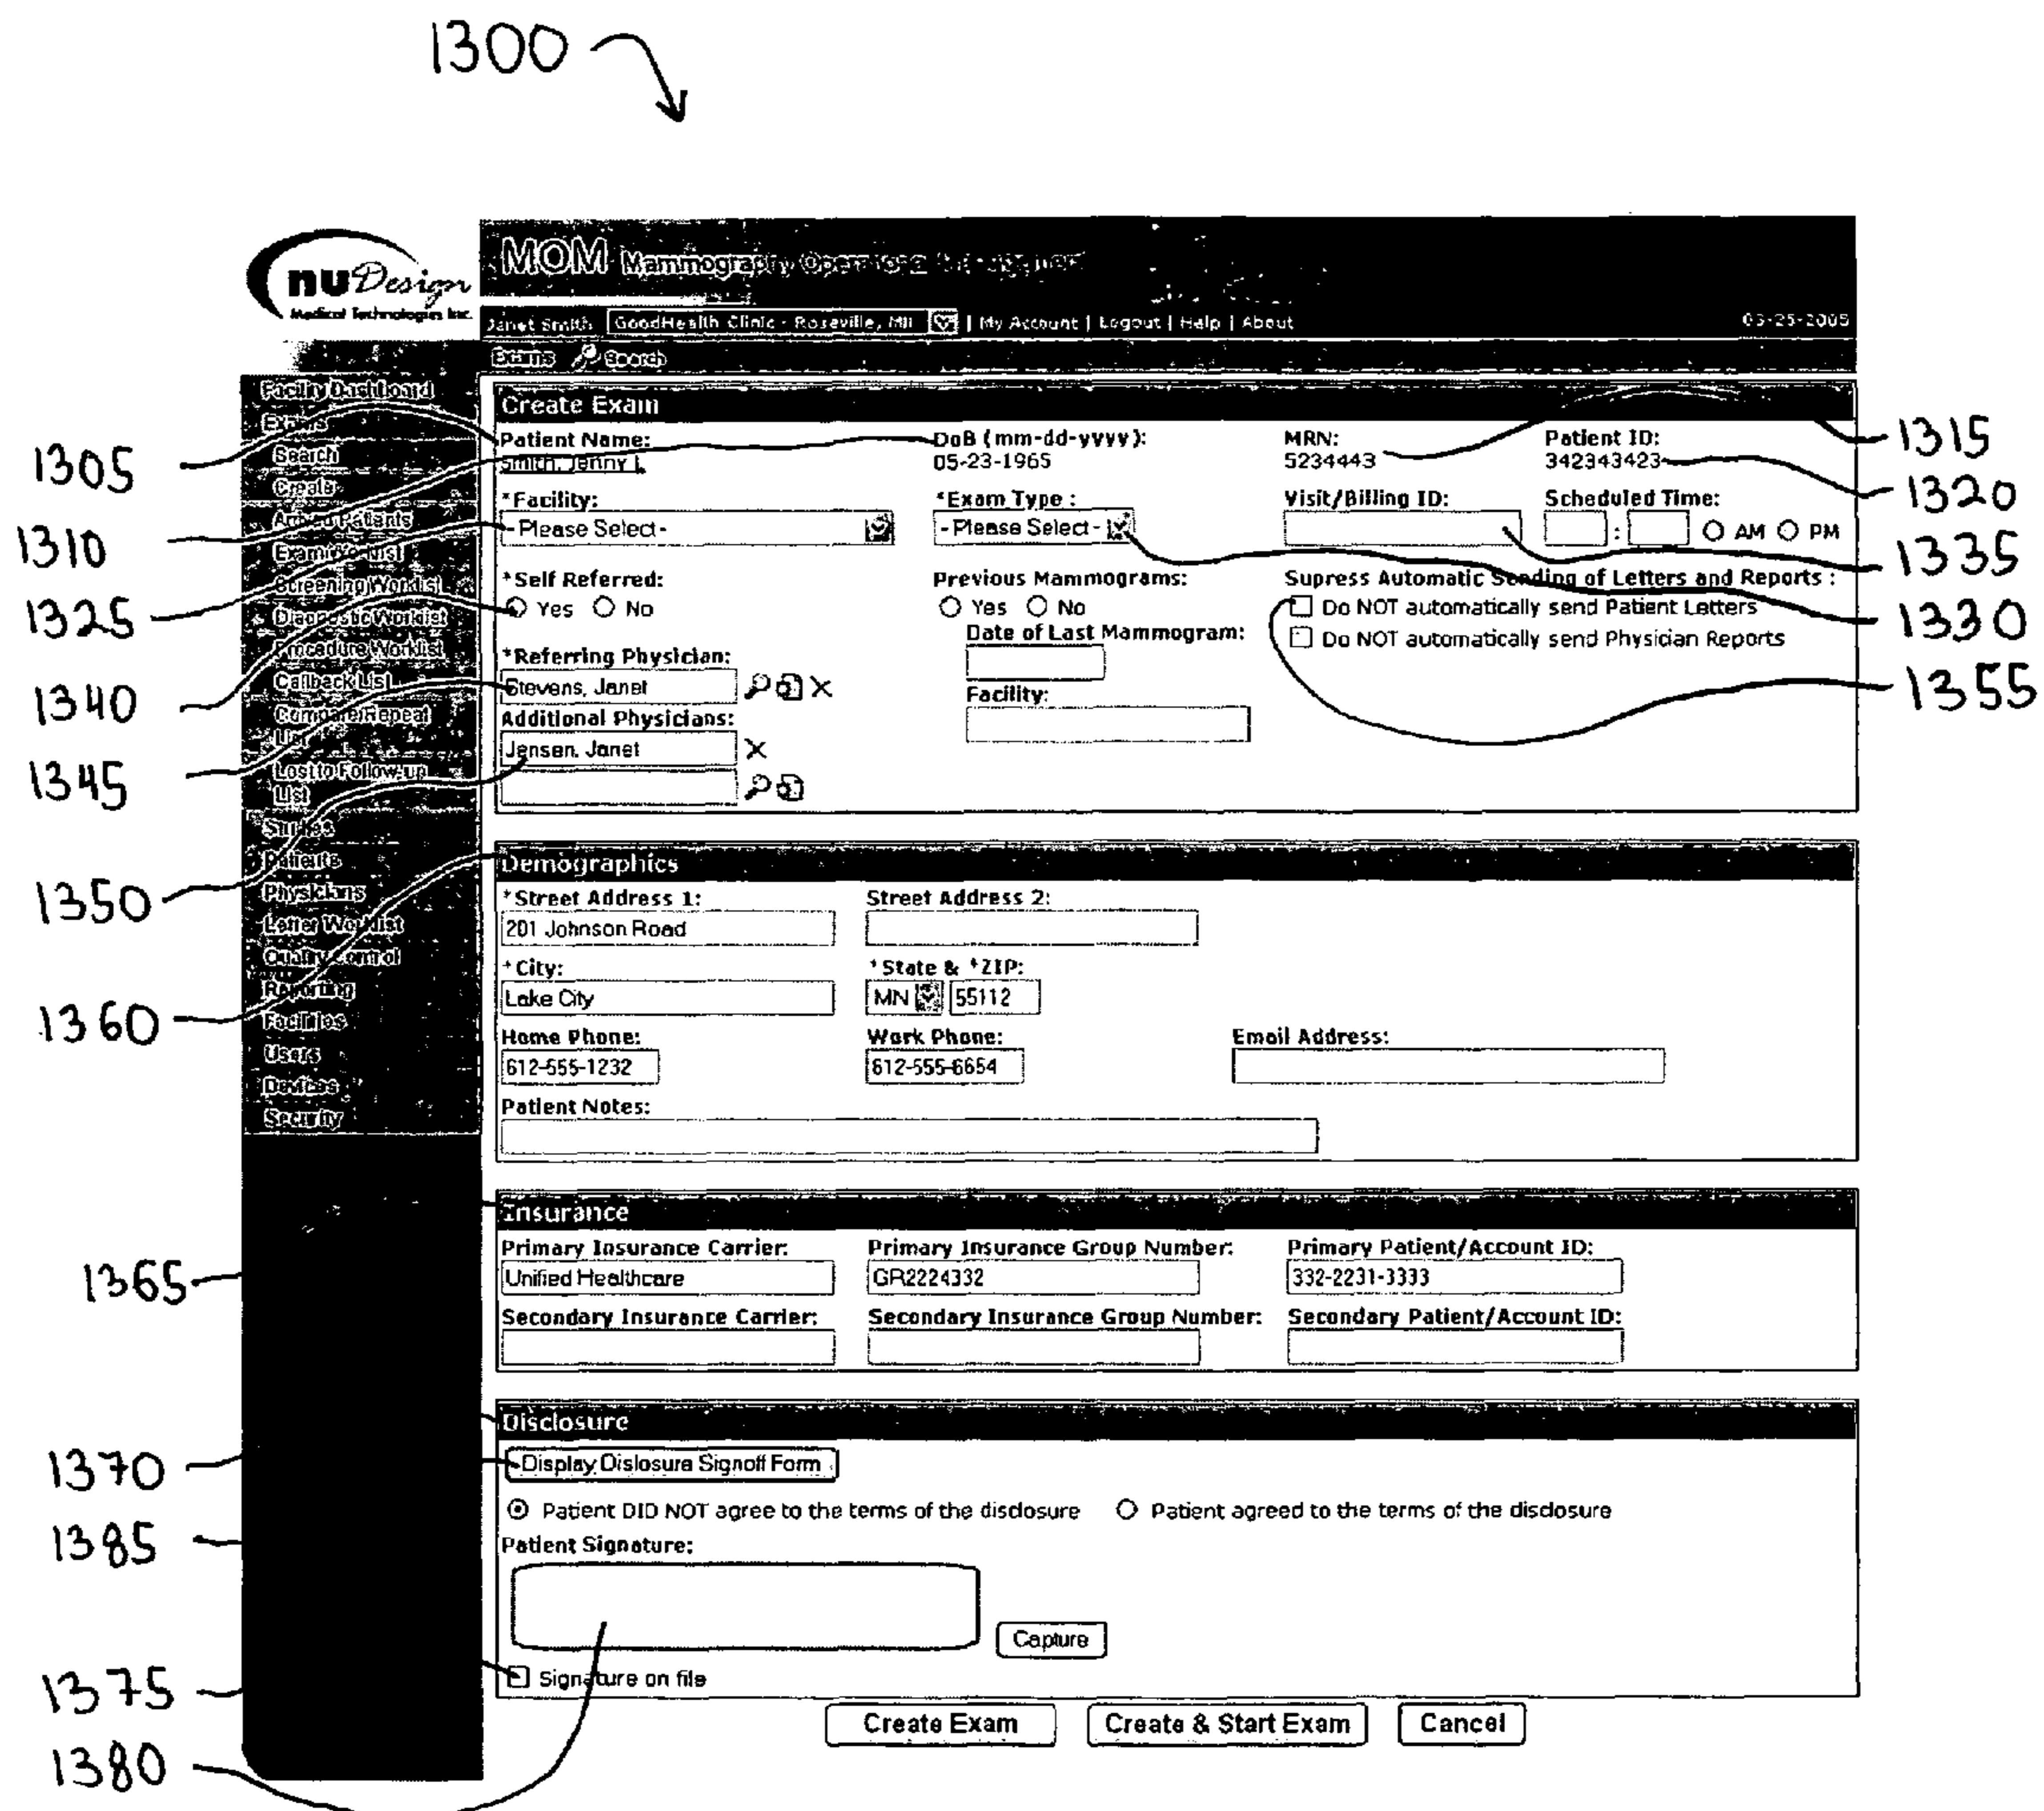 1300
nuDesign
Medical Technologies Inc.
MOM Mammography
Janet Smith GoodHealth Clinic - Roseville, MN | My Account | Logout | Help | About 03-25-2005
Exams Search
Facility Dashboard
Exams
Search
Create
Arrived Patients
Exam Worklist
Screening Worklist
Diagnostic Worklist
Procedure Worklist
Callback List
Compare/Repeat
List
Lost to Follow-up
List
Studies
Patients
Physicians
Letter Worklist
Quality Control
Reporting
Facilities
Users
Devices
Security
1305
1310
1325
1340
1345
1350
1360
1365
1370
1385
1375
1380
Create Exam
Patient Name: DoB (mm-dd-yyyy): MRN: Patient ID:
Smith, Jenny L 05-23-1965 5234443 342343423
*Facility: *Exam Type : Visit/Billing ID: Scheduled Time:
- Please Select - - Please Select - : AM PM
*Self Referred: Previous Mammograms: Supress Automatic Sending of Letters and Reports :
Yes No Yes No Do NOT automatically send Patient Letters
Date of Last Mammogram: Do NOT automatically send Physician Reports
*Referring Physician:
Stevens, Janet
Facility:
Additional Physicians:
Jensen, Janet
1315
1320
1335
1330
1355
Demographics
*Street Address 1: Street Address 2:
201 Johnson Road
*City: *State & *ZIP:
Lake City MN 55112
Home Phone: Work Phone: Email Address:
612-555-1232 612-555-6654
Patient Notes:
Insurance
Primary Insurance Carrier: Primary Insurance Group Number: Primary Patient/Account ID:
Unified Healthcare GR2224332 332-2231-3333
Secondary Insurance Carrier: Secondary Insurance Group Number: Secondary Patient/Account ID:
Disclosure
Display Dislosure Signoff Form
Patient DID NOT agree to the terms of the disclosure Patient agreed to the terms of the disclosure
Patient Signature:
Capture
Signature on file
Create Exam Create & Start Exam Cancel